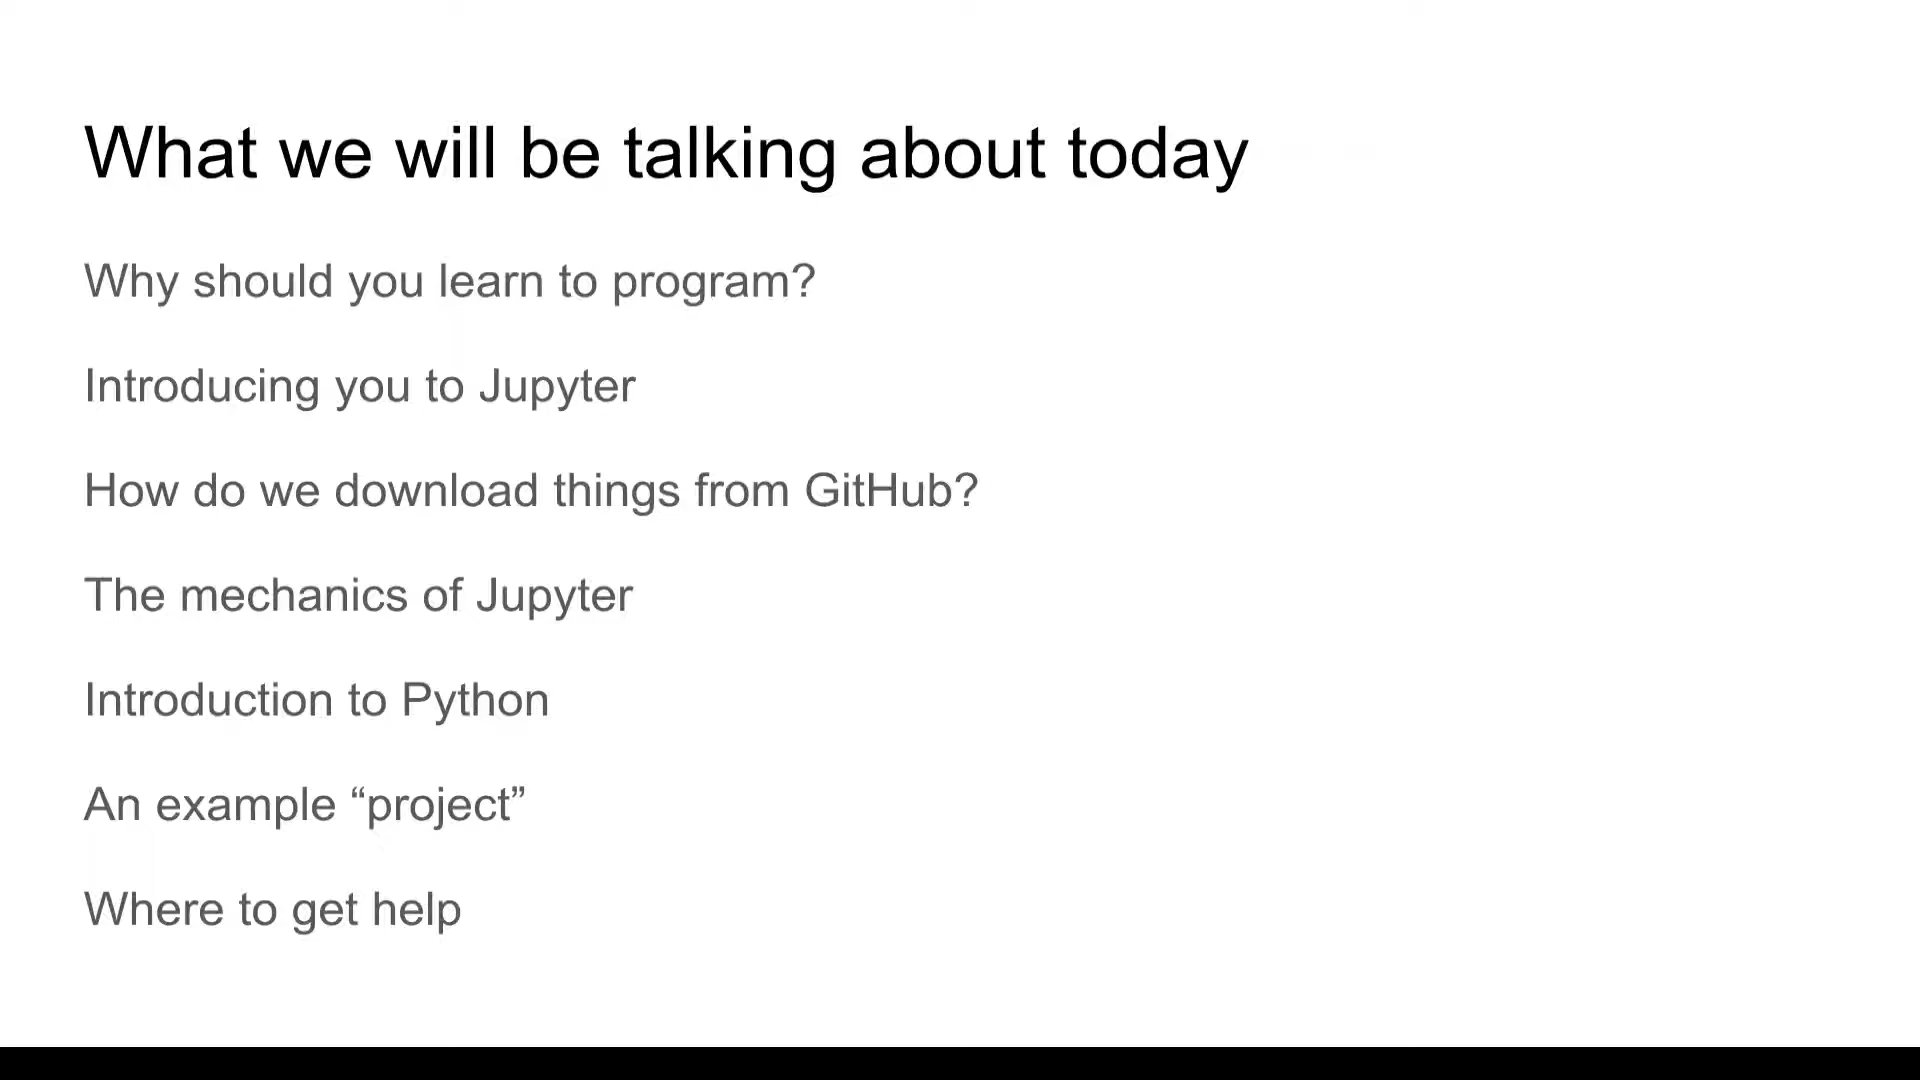 What we will be talking about today
Why should you learn to program?
Introducing you to Jupyter
How do we download things from GitHub?
The mechanics of Jupyter
Introduction to Python
An example “project”
Where to get help